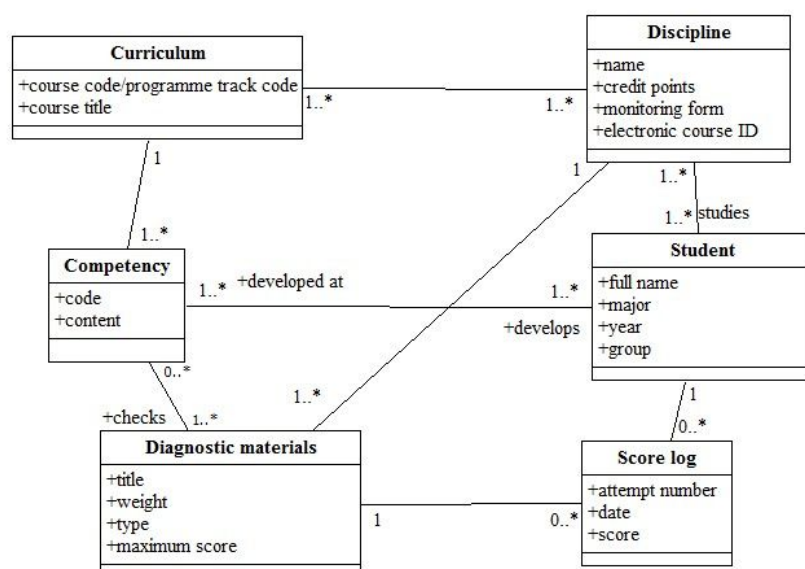 Curriculum
+course code/programme track code
+course title
Discipline
+name
+credit points
+monitoring form
+electronic course ID
1..*
1..*
1
1..*
1
1..*
1..*
studies
Competency
+code
+content
Student
+full name
+major
+year
+group
1..*
+developed at
1..*
+develops
0..*
+checks
1..*
1..*
1
0..*
Diagnostic materials
+title
+weight
+type
+maximum score
Score log
+attempt number
+date
+score
1
0..*